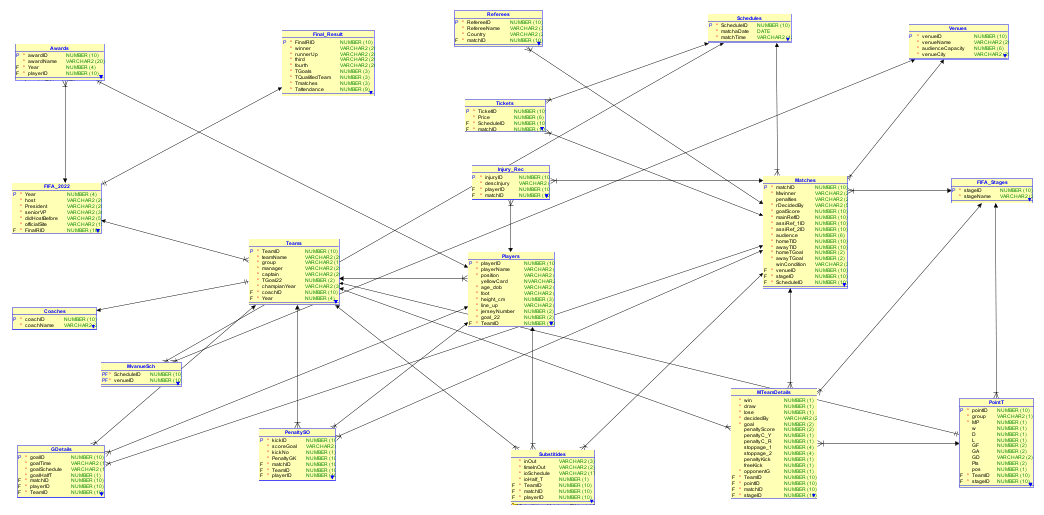 Referees
P * RefereeID NUMBER (10)
* RefereeName VARCHAR2 (2
* Country VARCHAR2 (2
F * matchID NUMBER (10
Schedules
P * ScheduleID NUMBER (10)
* matchaDate DATE
* matchTime VARCHAR2
Venues
P * venueID NUMBER (10)
* venueName VARCHAR2 (2
* audienceCapacity NUMBER (6)
* venueCity VARCHAR2
Awards
P * awardID NUMBER (10)
* awardName VARCHAR2 (20)
F * Year NUMBER (4)
F * playerID NUMBER (10)
Final_Result
P * FinalRID NUMBER (10)
* winner VARCHAR2 (2
* runnerUp VARCHAR2 (2
* third VARCHAR2 (2
* fourth VARCHAR2 (2
* TGoals NUMBER (3)
* TQualifiedTeam NUMBER (3)
* Tmatches NUMBER (3)
* Tattendance NUMBER (9)
Tickets
P * TicketID NUMBER (10
* Price NUMBER (6)
F * ScheduleID NUMBER (10
F * matchID NUMBER
Injury_Rec
P * injuryID NUMBER (10
* descInjury VARCHAR2
F * playerID NUMBER (10
F * matchID NUMBER
Matches
P * matchID NUMBER (10)
* Mwinner VARCHAR2 (2
penalties VARCHAR2 (2
* rDecidedBy VARCHAR2
* goalScore NUMBER (10)
* mainRefID NUMBER (10)
* assiRef_1ID NUMBER (10)
* assiRef_2ID NUMBER (10)
* audience NUMBER (6)
* homeTID NUMBER (10)
* awayTID NUMBER (10)
* homeTGoal NUMBER (2)
* awayTGoal NUMBER (2)
winCondition VARCHAR2
F * venueID NUMBER (10)
F * stageID NUMBER (10)
F * ScheduleID NUMBER (10
FIFA_Stages
P * stageID NUMBER (10
* stageName VARCHAR2
FIFA_2022
P * Year NUMBER (4)
* host VARCHAR2 (2
* President VARCHAR2 (2
* seniorVP VARCHAR2 (2
* didHostBefore VARCHAR2
* officialSite VARCHAR2
F * FinalRID NUMBER
Teams
P * TeamID NUMBER (10)
* teamName VARCHAR2 (2
* group VARCHAR2 (1
* manager VARCHAR2 (2
* captain VARCHAR2 (2
* TGoal22 NUMBER (2)
* champianYear VARCHAR2 (2
F * coachID NUMBER (10)
F * Year NUMBER (4)
Players
P * playerID NUMBER (10
* playerName VARCHAR2
* position VARCHAR2
* yellowCard NVARCHAR
* age_dob VARCHAR2
* foot VARCHAR2
* height_cm NUMBER (3)
* line_up VARCHAR2
* jerseyNumber NUMBER (2)
* goal_22 NUMBER (2)
F * TeamID NUMBER
Coaches
P * coachID NUMBER (10
* coachName VARCHAR2
MvanueSch
PF* ScheduleID NUMBER (10
PF* venueID NUMBER (10
GDetails
P * goalID NUMBER (10)
* goalTime VARCHAR2
* goalSchedule VARCHAR2
* goalHalfT NUMBER (1)
F * matchID NUMBER (10)
F * playerID NUMBER (10)
F * TeamID NUMBER
PenaltySO
P * kickID NUMBER (1
* scoreGoal VARCHAR2
* kickNo NUMBER (1
* PenaltyGK NUMBER (1
F * matchID NUMBER (1
F * TeamID NUMBER (1
F * playerID NUMBER
Substitides
* inOut VARCHAR2
* timeInOut VARCHAR2
* ioSchedule VARCHAR2
* ioHalf_T NUMBER (1)
F * TeamID NUMBER (10)
F * matchID NUMBER (10)
F * playerID NUMBER (10)
MTeamDetails
* win NUMBER (1)
* draw NUMBER (1)
* lose NUMBER (1)
* decidedBy VARCHAR2
* goal NUMBER (2)
* penaltyScore NUMBER (2)
* penaltyC_Y NUMBER (1)
* penaltyC_R NUMBER (1)
* stoppage_1 NUMBER (4)
* stoppage_2 NUMBER (4)
* penaltyKick NUMBER (1)
* freeKick NUMBER (1)
* opponentG NUMBER (1)
F * TeamID NUMBER (10)
F * pointID NUMBER (10)
F * matchID NUMBER (10)
F * stageID NUMBER
PointT
P * pointID NUMBER (10)
* group VARCHAR2 (1)
* MP NUMBER (1)
* w NUMBER (1)
* D NUMBER (1)
* L NUMBER (1)
* GF NUMBER (2)
* GA NUMBER (2)
* GD VARCHAR2 (2)
* Pts NUMBER (2)
* pos NUMBER (1)
F * TeamID NUMBER (10)
F * stageID NUMBER (10)